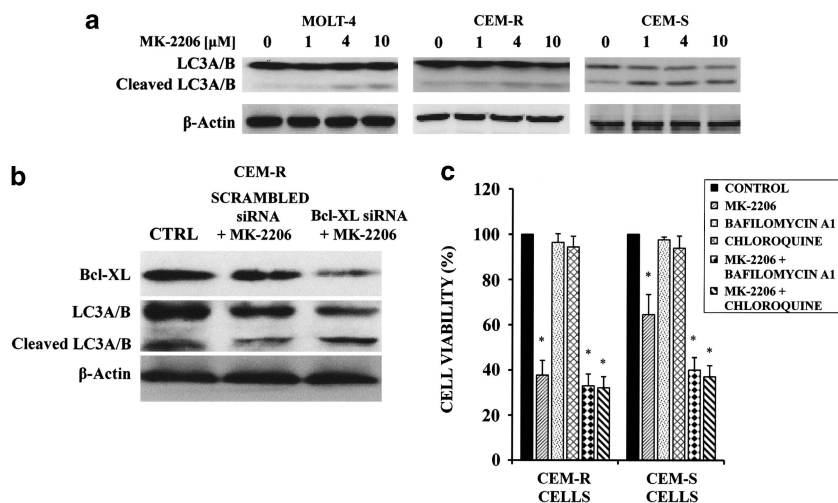 a
MOLT-4
CEM-R
CEM-S
MK-2206 [µM] 0 1 4 10 0 1 4 10 0 1 4 10
LC3A/B
Cleaved LC3A/B
β-Actin
b
CEM-R
CTRL
SCRAMBLED
siRNA
+ MK-2206
Bcl-XL siRNA
+ MK-2206
Bcl-XL
LC3A/B
Cleaved LC3A/B
β-Actin
c
CELL VIABILITY (%)
120
100
80
60
40
20
0
* * * * * *
CEM-R
CELLS
CEM-S
CELLS
CONTROL
MK-2206
BAFILOMYCIN A1
CHLOROQUINE
MK-2206 +
BAFILOMYCIN A1
MK-2206 +
CHLOROQUINE